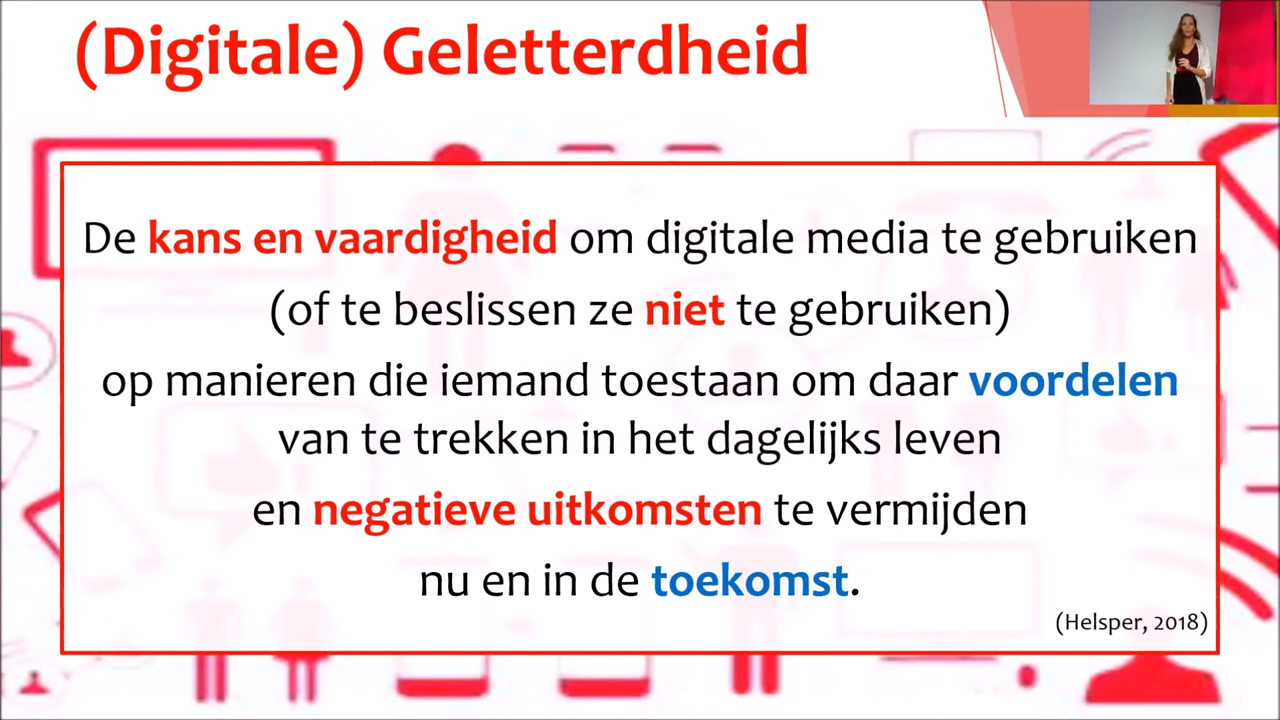 (Digitale) Geletterdheid
De kans en vaardigheid om digitale media te gebruiken
(of te beslissen ze niet te gebruiken)
op manieren die iemand toestaan om daar voordelen
van te trekken in het dagelijks leven
en negatieve uitkomsten te vermijden
nu en in de toekomst.
(Helsper, 2018)